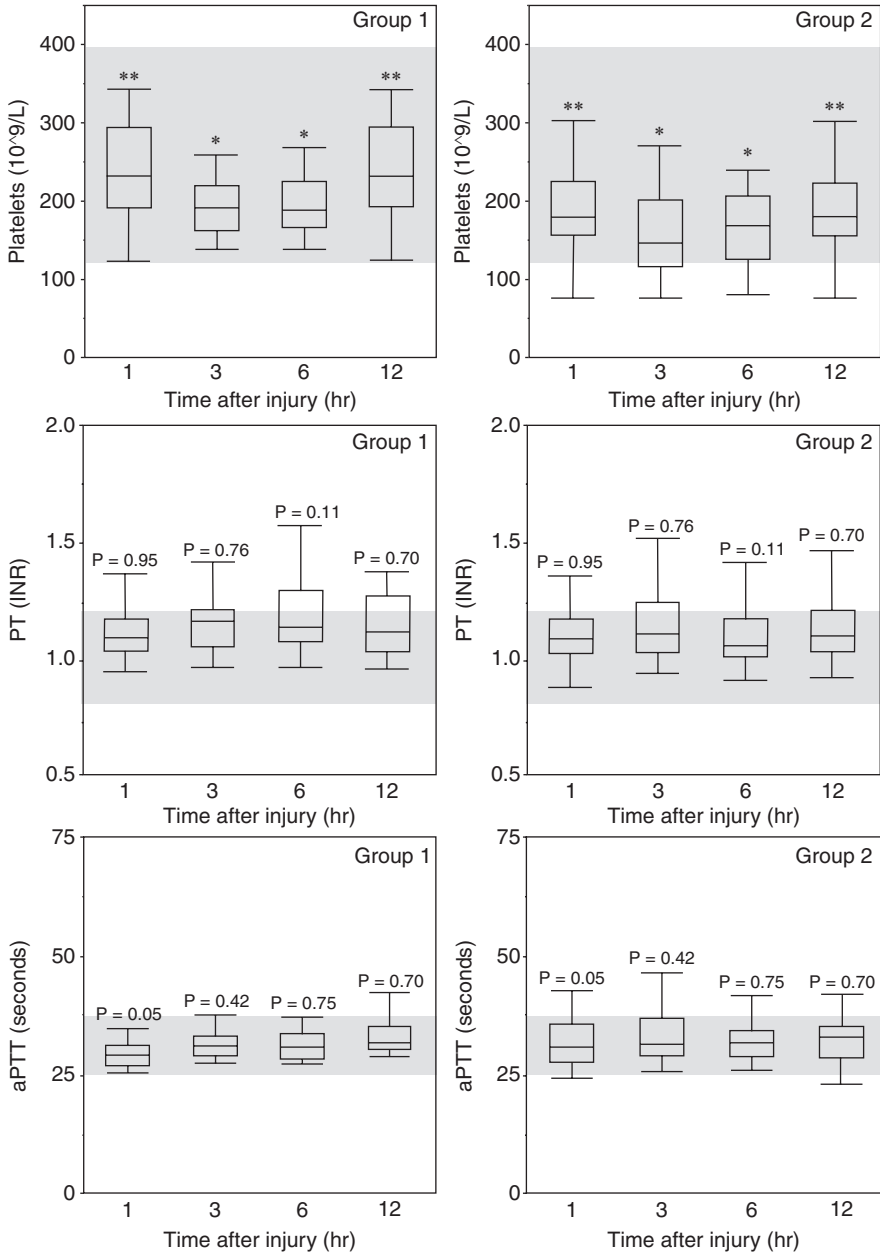 Group 1
Platelets (10^9/L)
400
300
200
100
0
**
*
*
**
1 3 6 12
Time after injury (hr)
Group 2
Platelets (10^9/L)
400
300
200
100
0
**
*
*
**
1 3 6 12
Time after injury (hr)
Group 1
PT (INR)
2.0
1.5
1.0
0.5
P = 0.95
P = 0.76
P = 0.11
P = 0.70
1 3 6 12
Time after injury (hr)
Group 2
PT (INR)
2.0
1.5
1.0
0.5
P = 0.95
P = 0.76
P = 0.11
P = 0.70
1 3 6 12
Time after injury (hr)
Group 1
aPTT (seconds)
75
50
25
0
P = 0.05
P = 0.42
P = 0.75
P = 0.70
1 3 6 12
Time after injury (hr)
Group 2
aPTT (seconds)
75
50
25
0
P = 0.05
P = 0.42
P = 0.75
P = 0.70
1 3 6 12
Time after injury (hr)